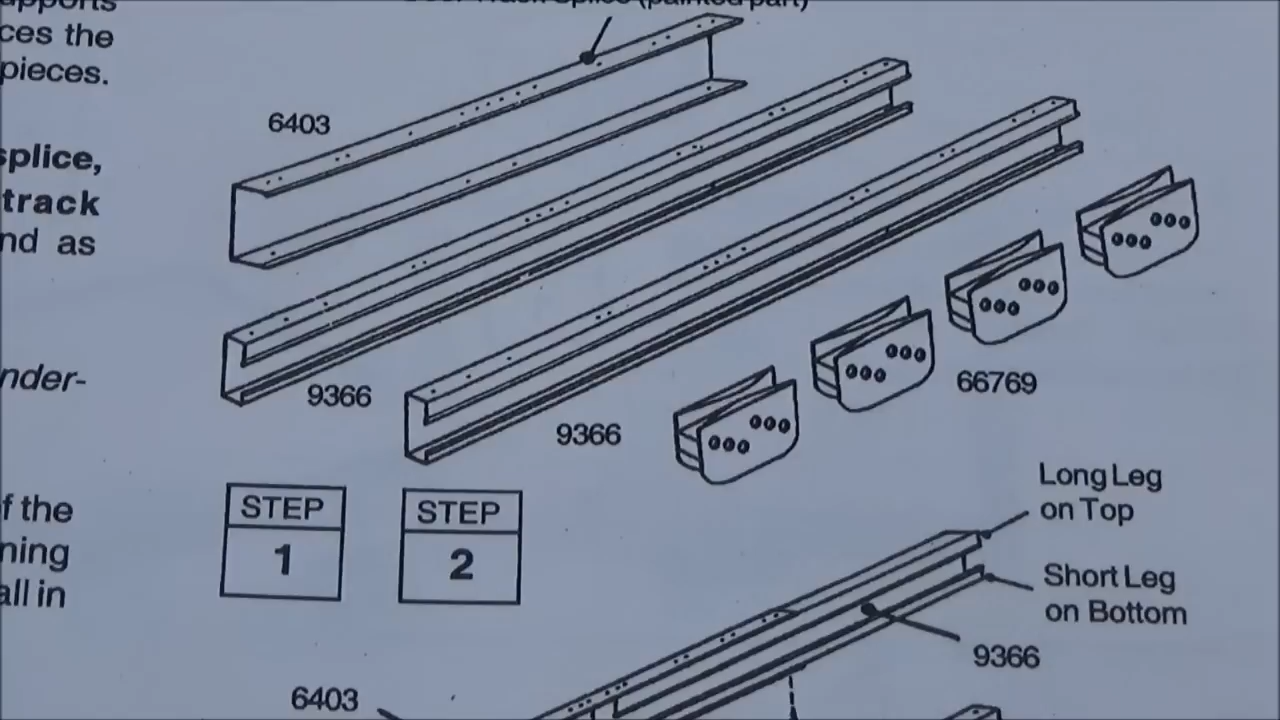 ces the
pieces.
splice,
track
nd as
nder-
f the
ning
all in
6403
9366
9366
66769
STEP
1
STEP
2
Long Leg
on Top
Short Leg
on Bottom
9366
6403